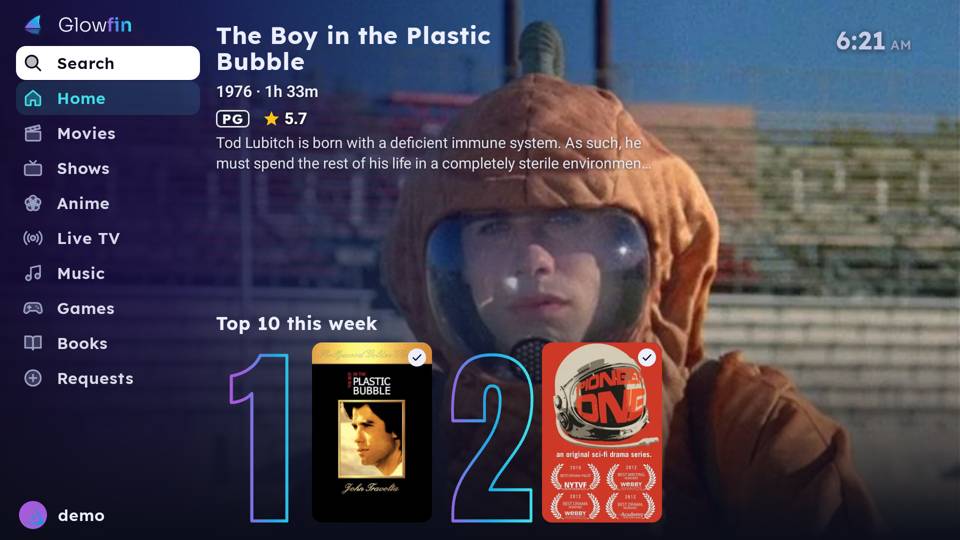 Glowfin
Search
Home
Movies
Shows
Anime
Live TV
Music
Games
Books
Requests
demo
The Boy in the Plastic
Bubble
1976 · 1h 33m
PG 5.7
Tod Lubitch is born with a deficient immune system. As such, he
must spend the rest of his life in a completely sterile environmen...
6:21 AM
Top 10 this week
1
PLASTIC
BUBBLE
John Travolta
2
PIONEER
ONE
an original sci-fi drama series.
NYTVF
webby
webby